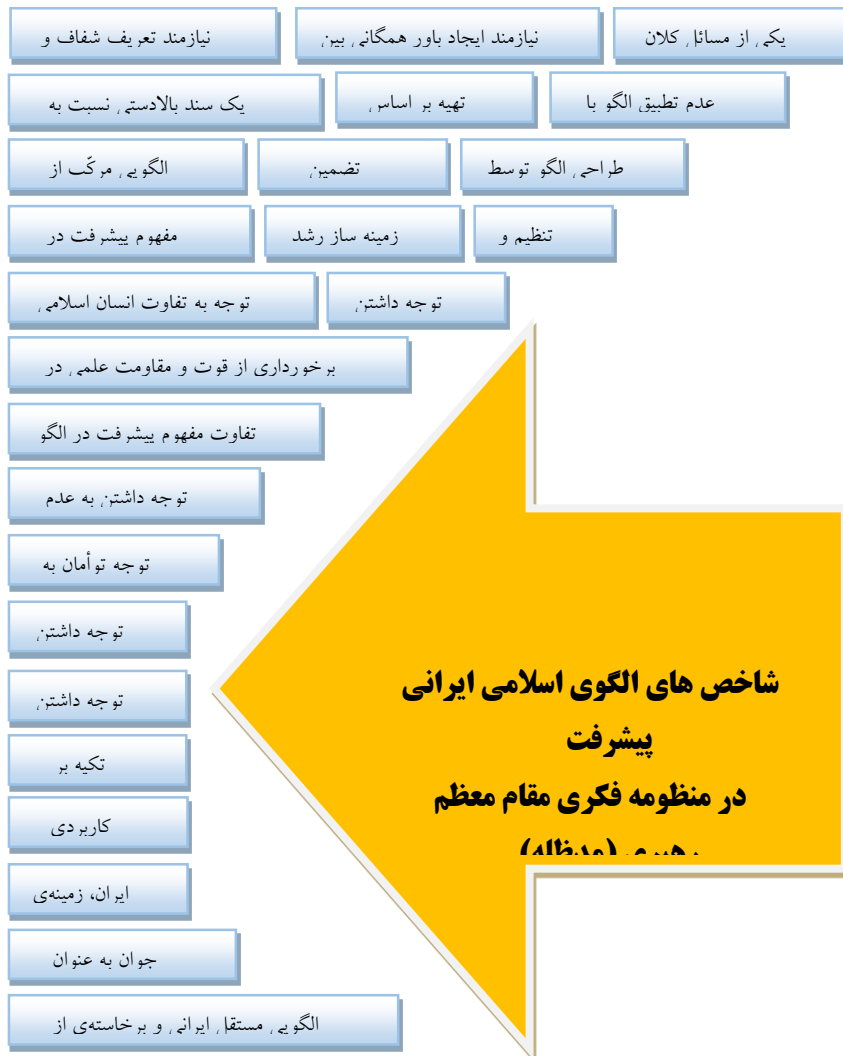 یکی از مسائل کلان
نیازمند ایجاد باور همگانی بین
نیازمند تعریف شفاف و
عدم تطبیق الگو با
تهیه بر اساس
یک سند بالادستی نسبت به
طراحی الگو توسط
تضمین
الگویی مرکّب از
تنظیم و
زمینه ساز رشد
مفهوم پیشرفت در
توجه داشتن
توجه به تفاوت انسان اسلامی
برخورداری از قوت و مقاومت علمی در
تفاوت مفهوم پیشرفت در الگو
توجه داشتن به عدم
توجه توأمان به
توجه داشتن
توجه داشتن
تکیه بر
کاربردی
ایران، زمینه‌ی
جوان به عنوان
الگویی مستقل ایرانی و برخاسته‌ی از
شاخص های الگوی اسلامی ایرانی
پیشرفت
در منظومه فکری مقام معظم
رهبری (مدظله)